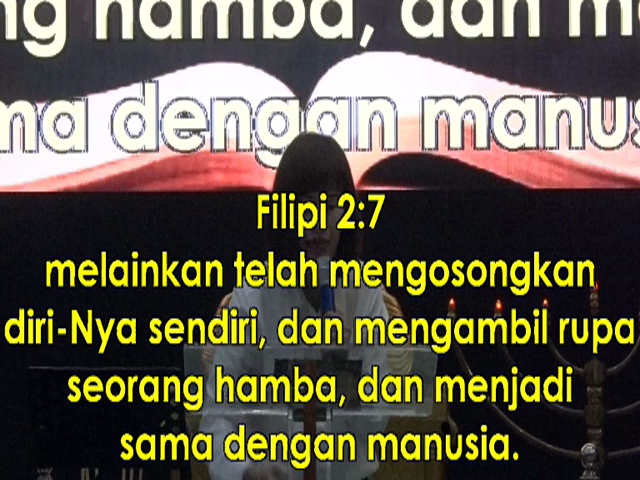 ng hamba, dan m
ma dengan manus
Filipi 2:7
melainkan telah mengosongkan
diri-Nya sendiri, dan mengambil rupa
seorang hamba, dan menjadi
sama dengan manusia.